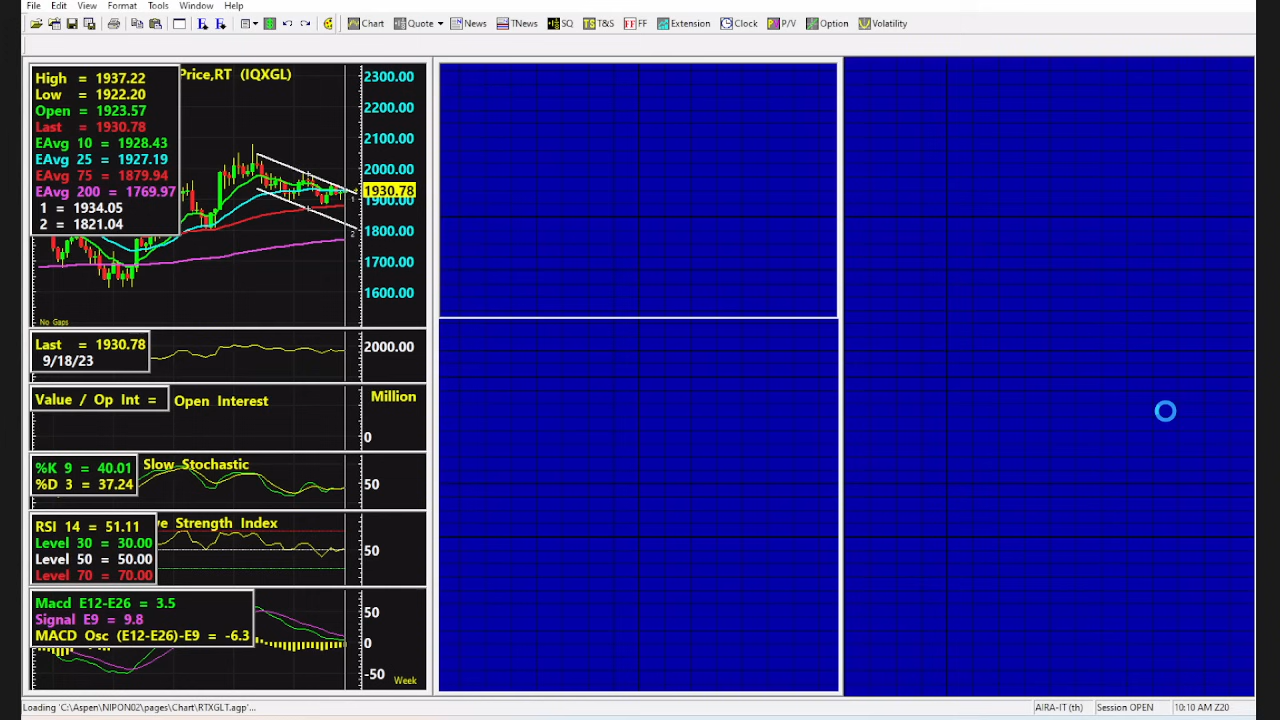 File Edit View Format Tools Window Help
Chart Quote News TNews SQ TS T&S FF FF Extension Clock P/V Option Volatility
Price,RT (IQXGL)
High = 1937.22
Low = 1922.20
Open = 1923.57
Last = 1930.78
EAvg 10 = 1928.43
EAvg 25 = 1927.19
EAvg 75 = 1879.94
EAvg 200 = 1769.97
1 = 1934.05
2 = 1821.04
2300.00
2200.00
2100.00
2000.00
1930.78
1900.00
1800.00
1700.00
1600.00
1
2
No Gaps
Last = 1930.78
9/18/23
2000.00
Value / Op Int = Open Interest Million
0
Slow Stochastic
%K 9 = 40.01
%D 3 = 37.24
50
ve Strength Index
RSI 14 = 51.11
Level 30 = 30.00
Level 50 = 50.00
Level 70 = 70.00
50
Macd E12-E26 = 3.5
Signal E9 = 9.8
MACD Osc (E12-E26)-E9 = -6.3
50
0
-50
Week
Loading 'C:\Aspen\NIPON02\pages\Chart\RTXGLT.agp'... AIRA-IT (th) Session OPEN 10:10 AM Z20